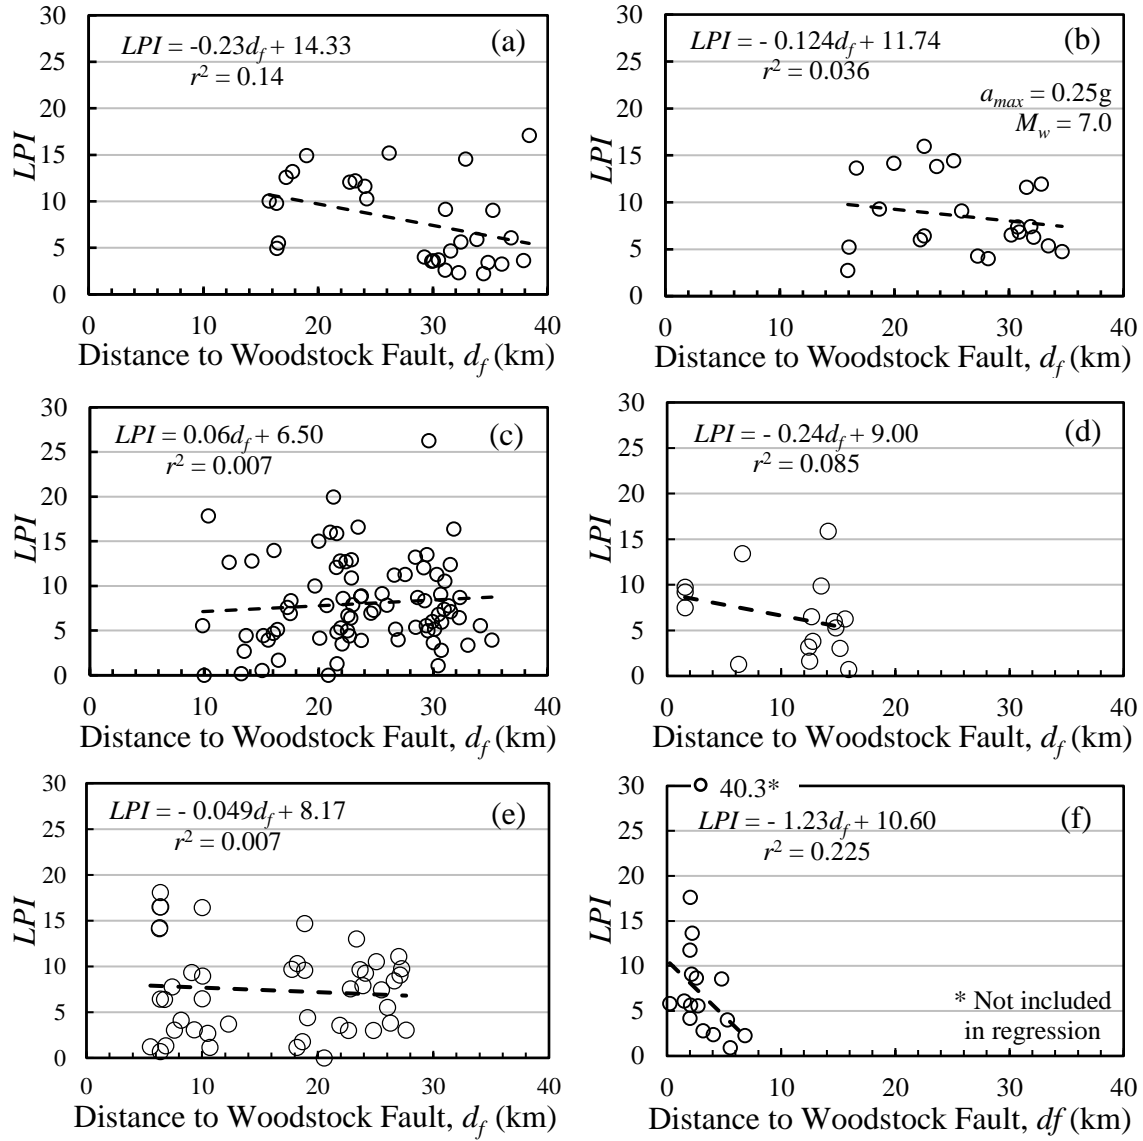 (a)
LPI = -0.23d_f + 14.33
r² = 0.14
30
25
20
15
10
5
0
LPI
0 10 20 30 40
Distance to Woodstock Fault, d_f (km)
(b)
LPI = - 0.124d_f + 11.74
r² = 0.036
a_max = 0.25g
M_w = 7.0
30
25
20
15
10
5
0
LPI
0 10 20 30 40
Distance to Woodstock Fault, d_f (km)
(c)
LPI = 0.06d_f + 6.50
r² = 0.007
30
25
20
15
10
5
0
LPI
0 10 20 30 40
Distance to Woodstock Fault, d_f (km)
(d)
LPI = - 0.24d_f + 9.00
r² = 0.085
30
25
20
15
10
5
0
LPI
0 10 20 30 40
Distance to Woodstock Fault, d_f (km)
(e)
LPI = - 0.049d_f + 8.17
r² = 0.007
30
25
20
15
10
5
0
LPI
0 10 20 30 40
Distance to Woodstock Fault, d_f (km)
40.3*
(f)
LPI = - 1.23d_f + 10.60
r² = 0.225
* Not included
in regression
30
25
20
15
10
5
0
LPI
0 10 20 30 40
Distance to Woodstock Fault, df (km)